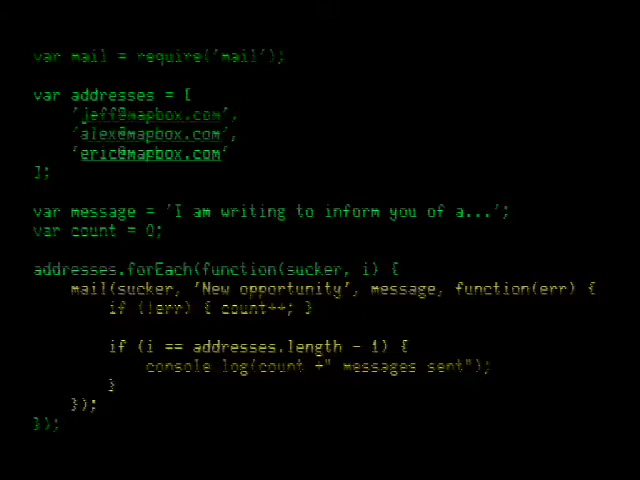 var mail = require('mail');
var addresses = [
'jeff@mapbox.com',
'alex@mapbox.com',
'eric@mapbox.com'
];
var message = 'I am writing to inform you of a...';
var count = 0;
addresses.forEach(function(sucker, i) {
mail(sucker, 'New opportunity', message, function(err) {
if (!err) { count++; }
if (i == addresses.length - 1) {
console log(count +" messages sent");
}
});
});